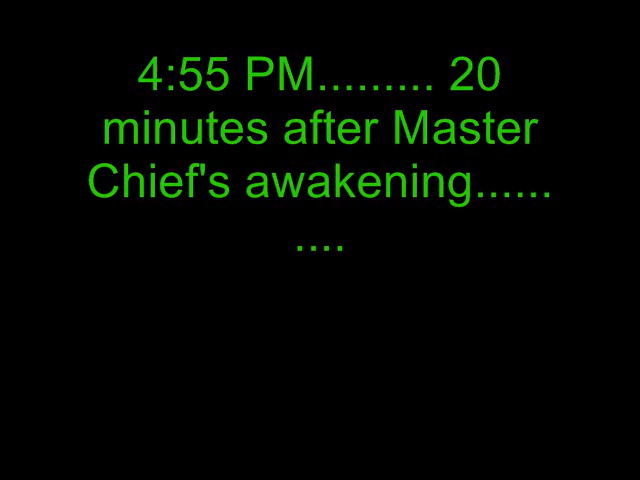 4:55 PM......... 20
minutes after Master
Chief's awakening......
....